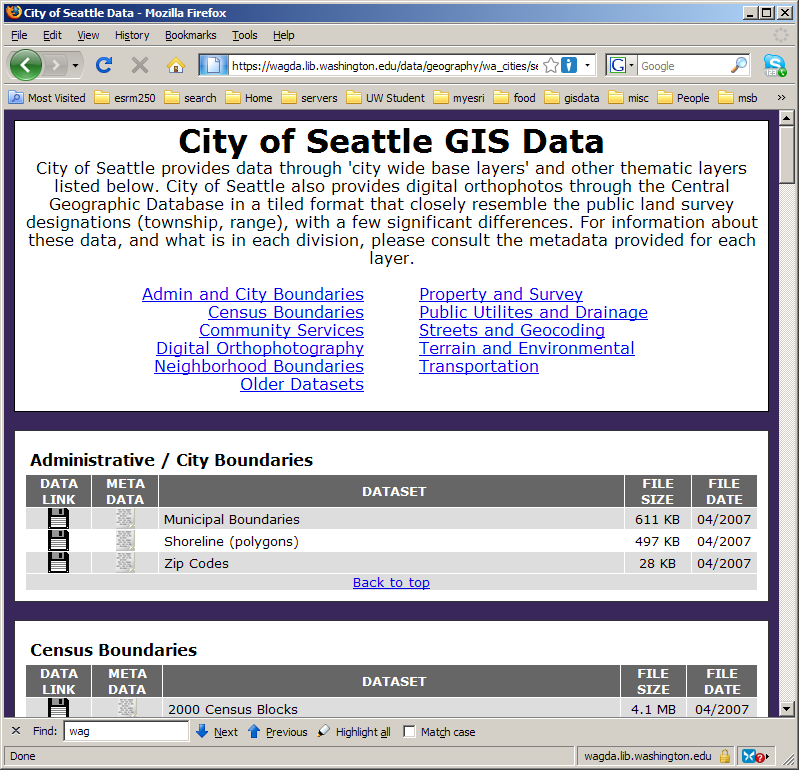 City of Seattle Data - Mozilla Firefox
File Edit View History Bookmarks Tools Help
https://wagda.lib.washington.edu/data/geography/wa_cities/se
G Google
Most Visited esrm250 search Home servers UW Student myesri food gisdata misc People msb »
City of Seattle GIS Data
City of Seattle provides data through 'city wide base layers' and other thematic layers
listed below. City of Seattle also provides digital orthophotos through the Central
Geographic Database in a tiled format that closely resemble the public land survey
designations (township, range), with a few significant differences. For information about
these data, and what is in each division, please consult the metadata provided for each
layer.
Admin and City Boundaries Property and Survey
Census Boundaries Public Utilites and Drainage
Community Services Streets and Geocoding
Digital Orthophotography Terrain and Environmental
Neighborhood Boundaries Transportation
Older Datasets
Administrative / City Boundaries
DATA LINK META DATA DATASET FILE SIZE FILE DATE
Municipal Boundaries 611 KB 04/2007
Shoreline (polygons) 497 KB 04/2007
Zip Codes 28 KB 04/2007
Back to top
Census Boundaries
DATA LINK META DATA DATASET FILE SIZE FILE DATE
2000 Census Blocks 4.1 MB 04/2007
Find: wag Next Previous Highlight all Match case
Done wagda.lib.washington.edu